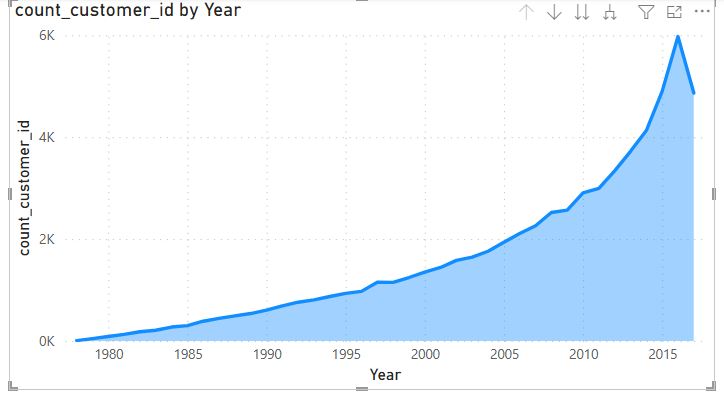 count_customer_id by Year
6K
4K
2K
0K
count_customer_id
1980 1985 1990 1995 2000 2005 2010 2015
Year